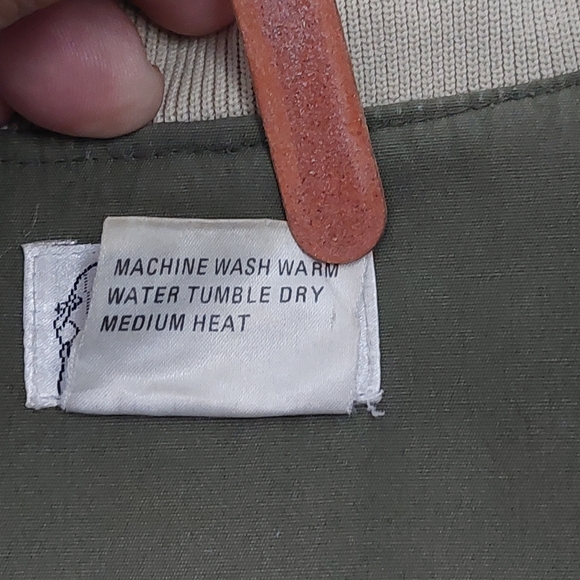 MACHINE WASH WARM
WATER TUMBLE DRY
MEDIUM HEAT